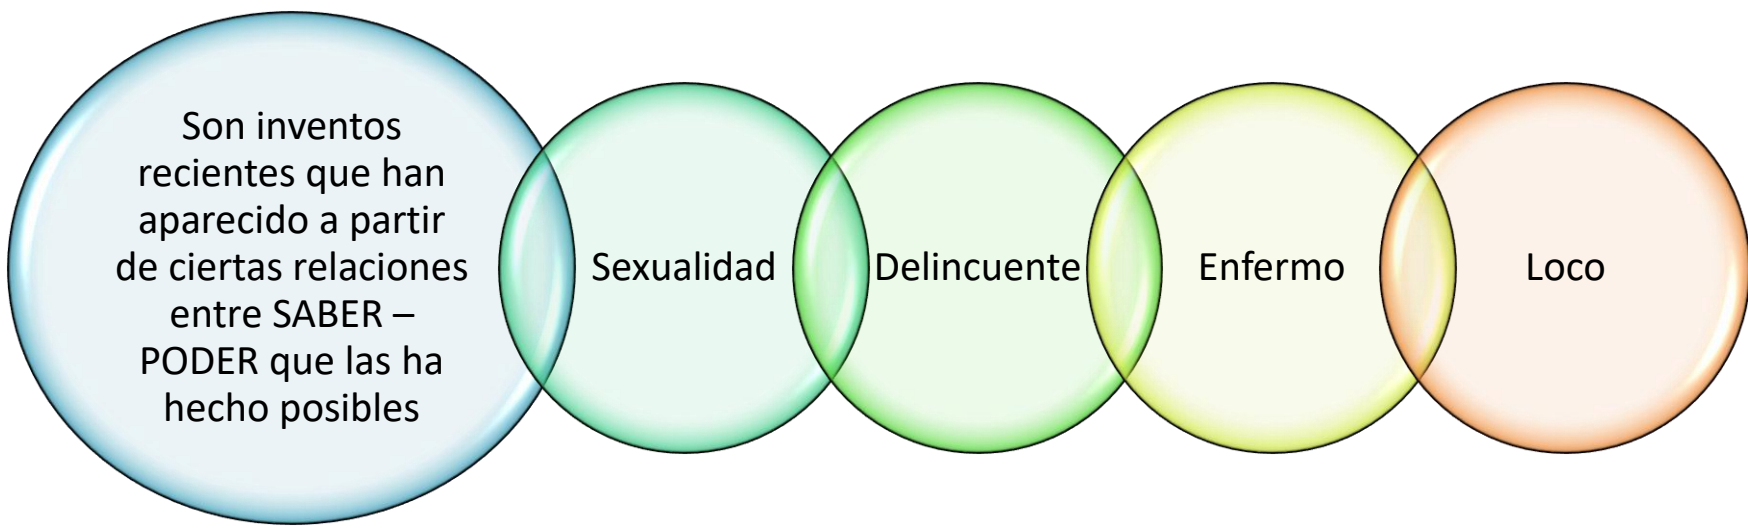 Son inventos
recientes que han
aparecido a partir
de ciertas relaciones
entre SABER –
PODER que las ha
hecho posibles
Sexualidad
Delincuente
Enfermo
Loco